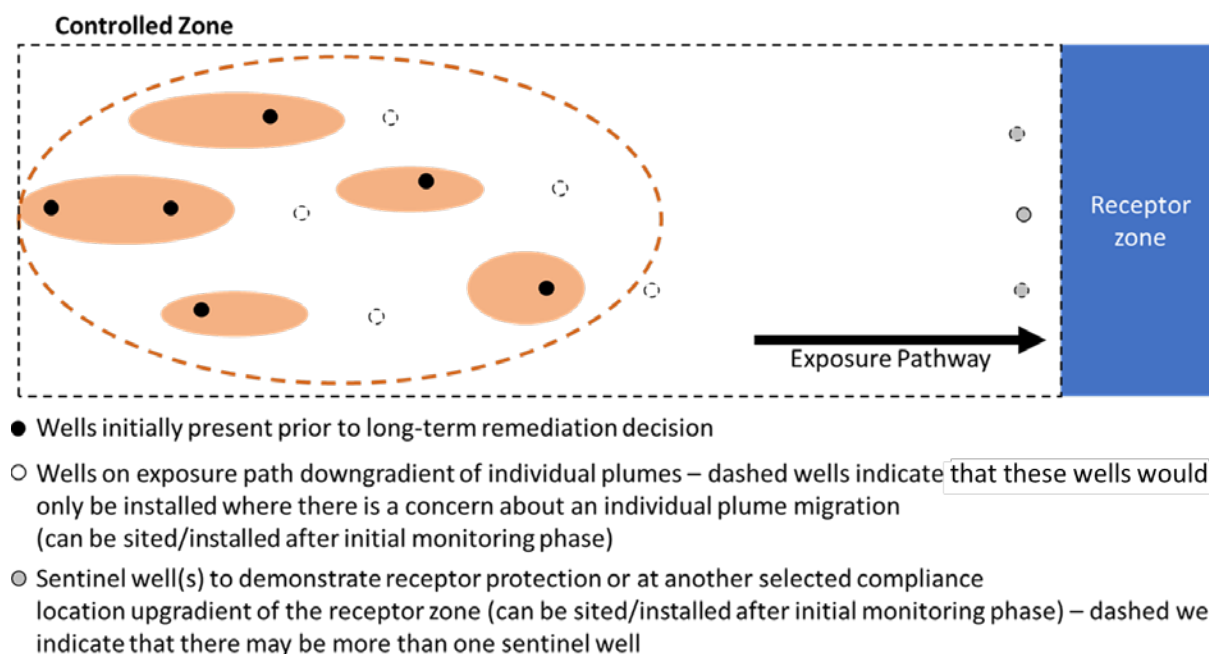 Controlled Zone
Receptor
zone
Exposure Pathway
Wells initially present prior to long-term remediation decision
Wells on exposure path downgradient of individual plumes – dashed wells indicate that these wells would
only be installed where there is a concern about an individual plume migration
(can be sited/installed after initial monitoring phase)
Sentinel well(s) to demonstrate receptor protection or at another selected compliance
location upgradient of the receptor zone (can be sited/installed after initial monitoring phase) – dashed we
indicate that there may be more than one sentinel well